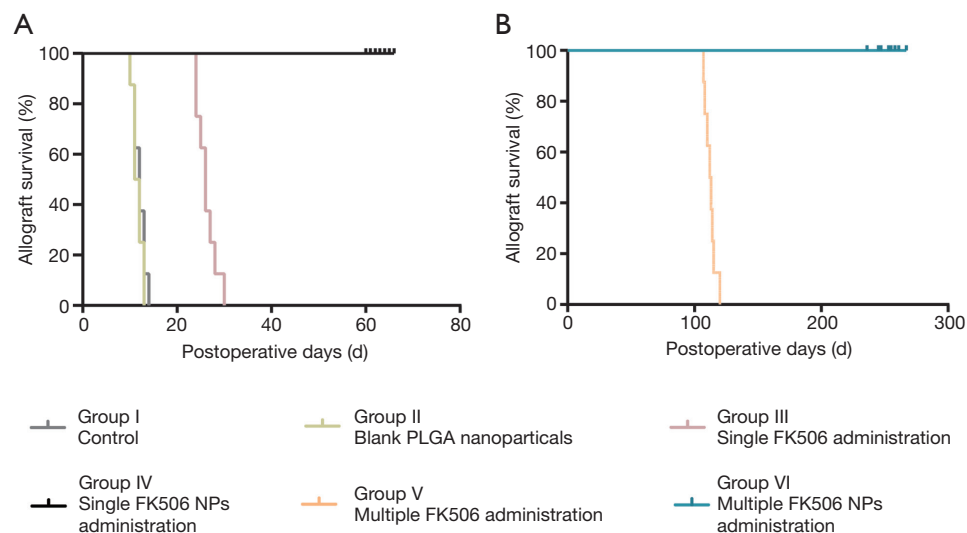 A
B
100
80
60
40
20
0
Allograft survival (%)
0
20
40
60
80
Postoperative days (d)
100
80
60
40
20
0
Allograft survival (%)
0
100
200
300
Postoperative days (d)
Group I
Control
Group II
Blank PLGA nanoparticals
Group III
Single FK506 administration
Group IV
Single FK506 NPs
administration
Group V
Multiple FK506 administration
Group VI
Multiple FK506 NPs
administration